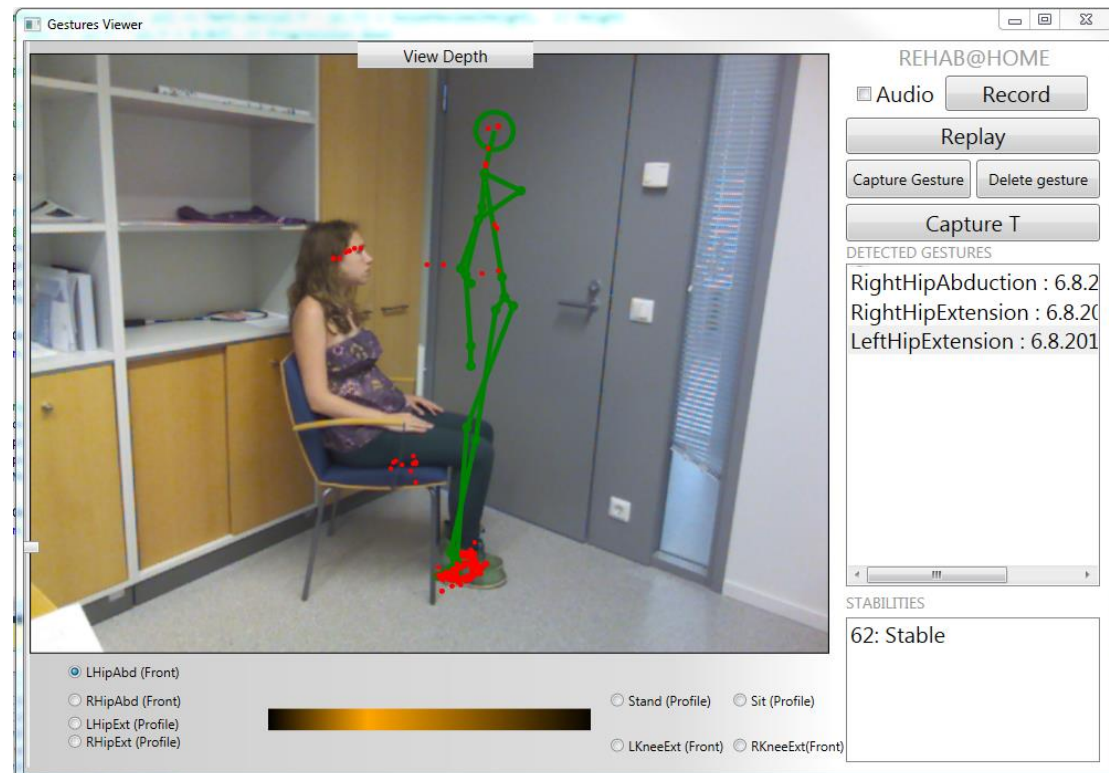 Gestures Viewer
View Depth
REHAB@HOME
Audio
Record
Replay
Capture Gesture
Delete gesture
Capture T
DETECTED GESTURES
RightHipAbduction : 6.8.2
RightHipExtension : 6.8.20
LeftHipExtension : 6.8.201
STABILITIES
62: Stable
LHipAbd (Front)
RHipAbd (Front)
LHipExt (Profile)
RHipExt (Profile)
Stand (Profile)
Sit (Profile)
LKneeExt (Front)
RKneeExt(Front)